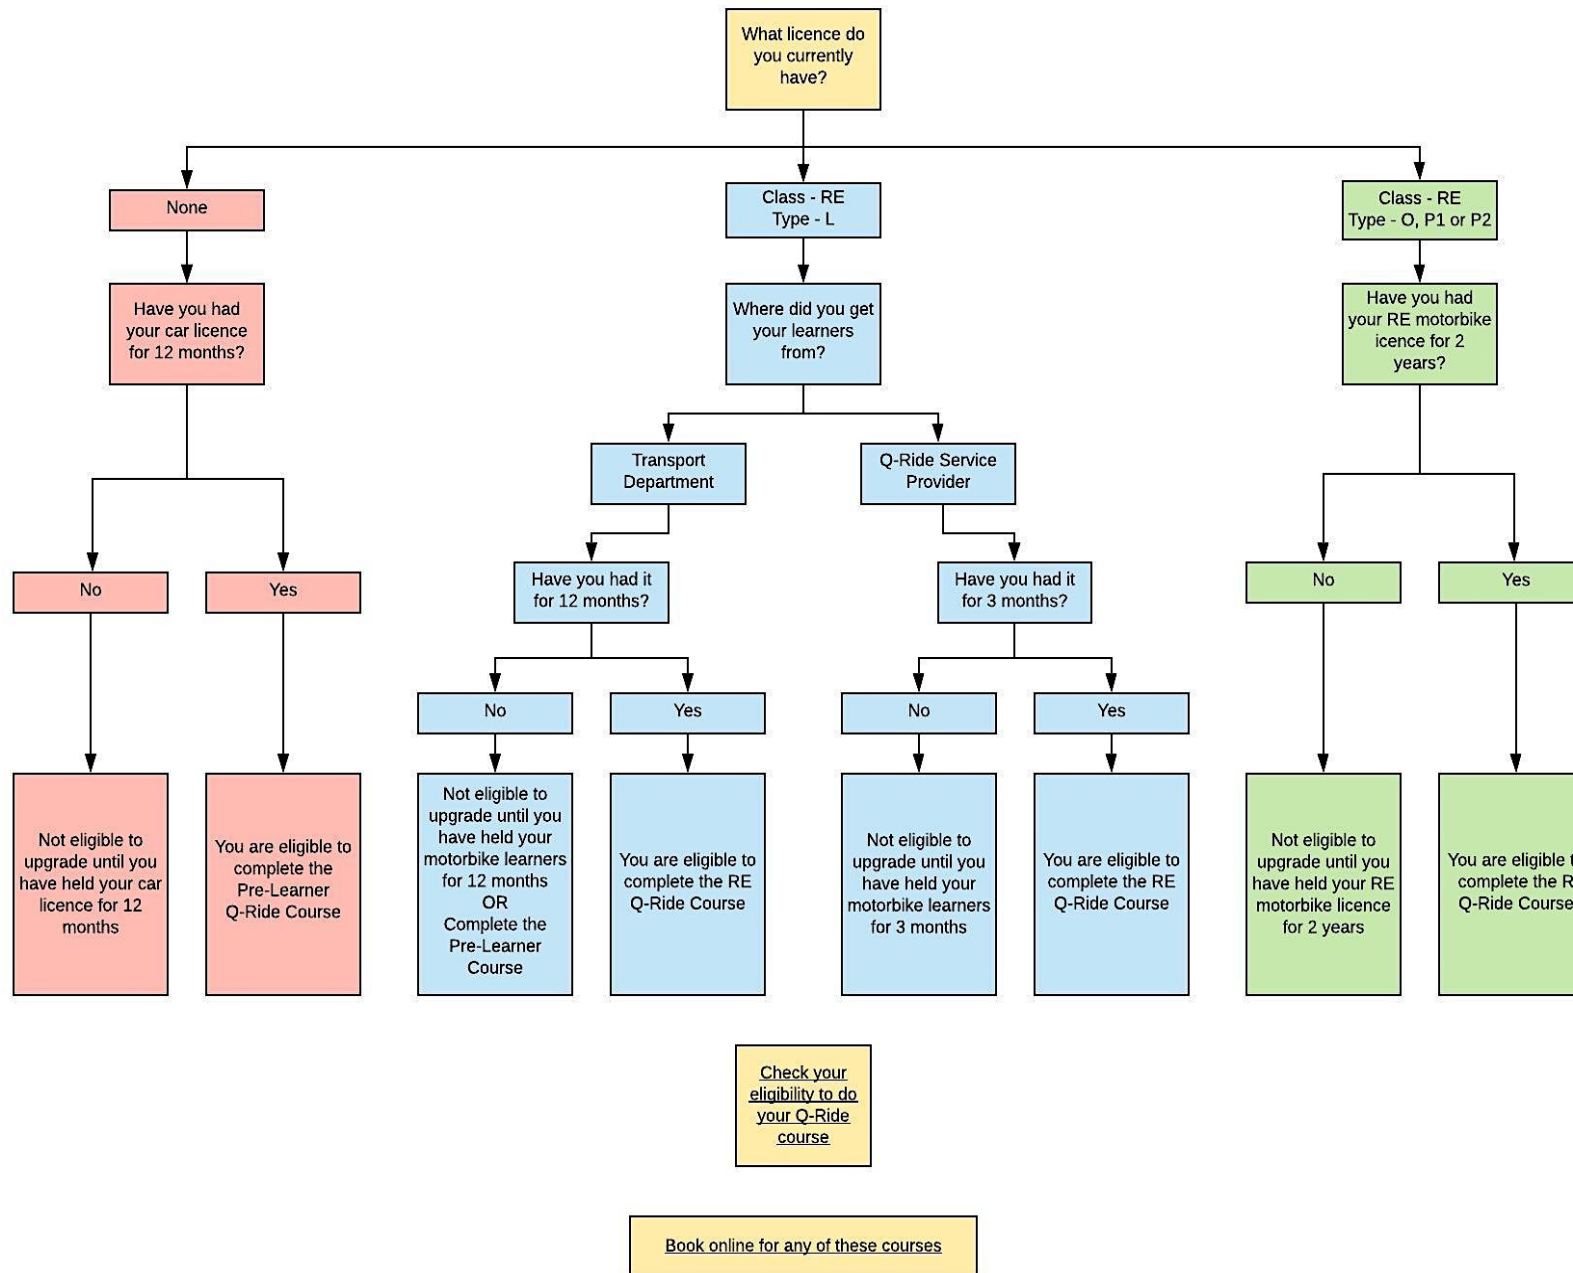 What licence do
you currently
have?
None
Class - RE
Type - L
Class - RE
Type - O, P1 or P2
Have you had
your car licence
for 12 months?
Where did you get
your learners
from?
Have you had
your RE motorbike
icence for 2
years?
Transport
Department
Q-Ride Service
Provider
No
Yes
Have you had it
for 12 months?
Have you had it
for 3 months?
No
Yes
No
Yes
No
Yes
Not eligible to
upgrade until you
have held your car
licence for 12
months
You are eligible to
complete the
Pre-Learner
Q-Ride Course
Not eligible to
upgrade until you
have held your
motorbike learners
for 12 months
OR
Complete the
Pre-Learner
Course
You are eligible to
complete the RE
Q-Ride Course
Not eligible to
upgrade until you
have held your
motorbike learners
for 3 months
You are eligible to
complete the RE
Q-Ride Course
Not eligible to
upgrade until you
have held your RE
motorbike licence
for 2 years
You are eligible
complete the
Q-Ride Course
Check your
eligibility to do
your Q-Ride
course
Book online for any of these courses